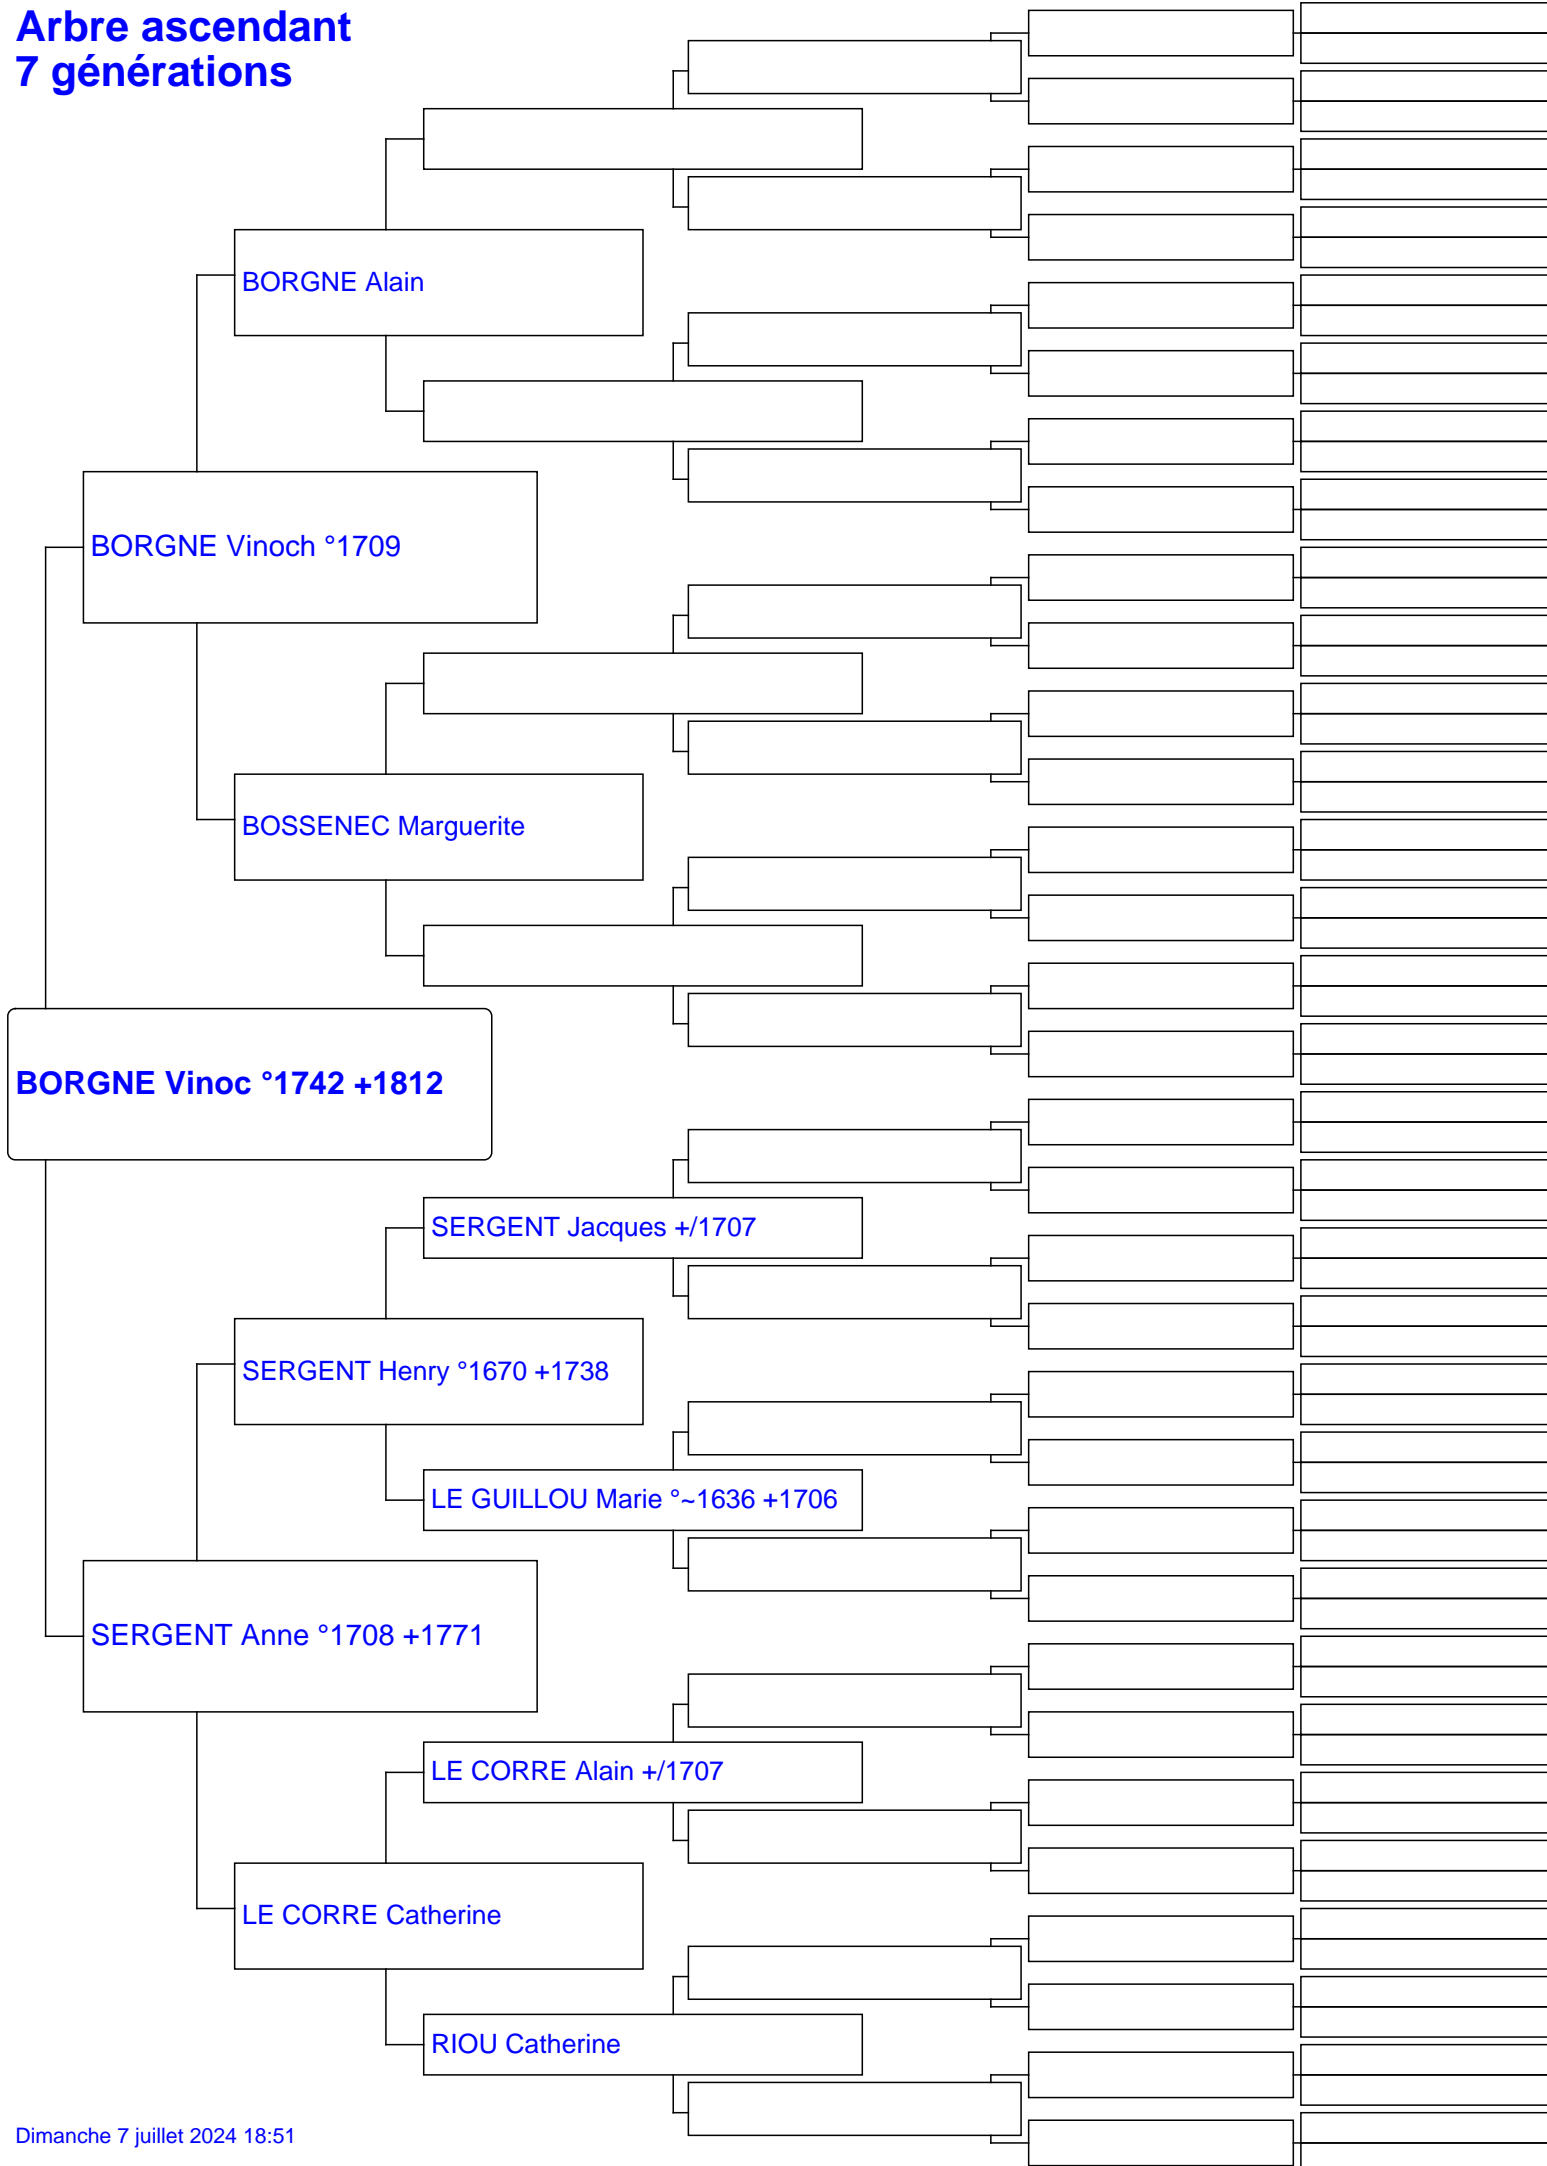 Arbre ascendant
7 générations
BORGNE Alain
BORGNE Vinoch °1709
BOSSENEC Marguerite
BORGNE Vinoc °1742 +1812
SERGENT Jacques +/1707
SERGENT Henry °1670 +1738
LE GUILLOU Marie °~1636 +1706
SERGENT Anne °1708 +1771
LE CORRE Alain +/1707
LE CORRE Catherine
RIOU Catherine
Dimanche 7 juillet 2024 18:51